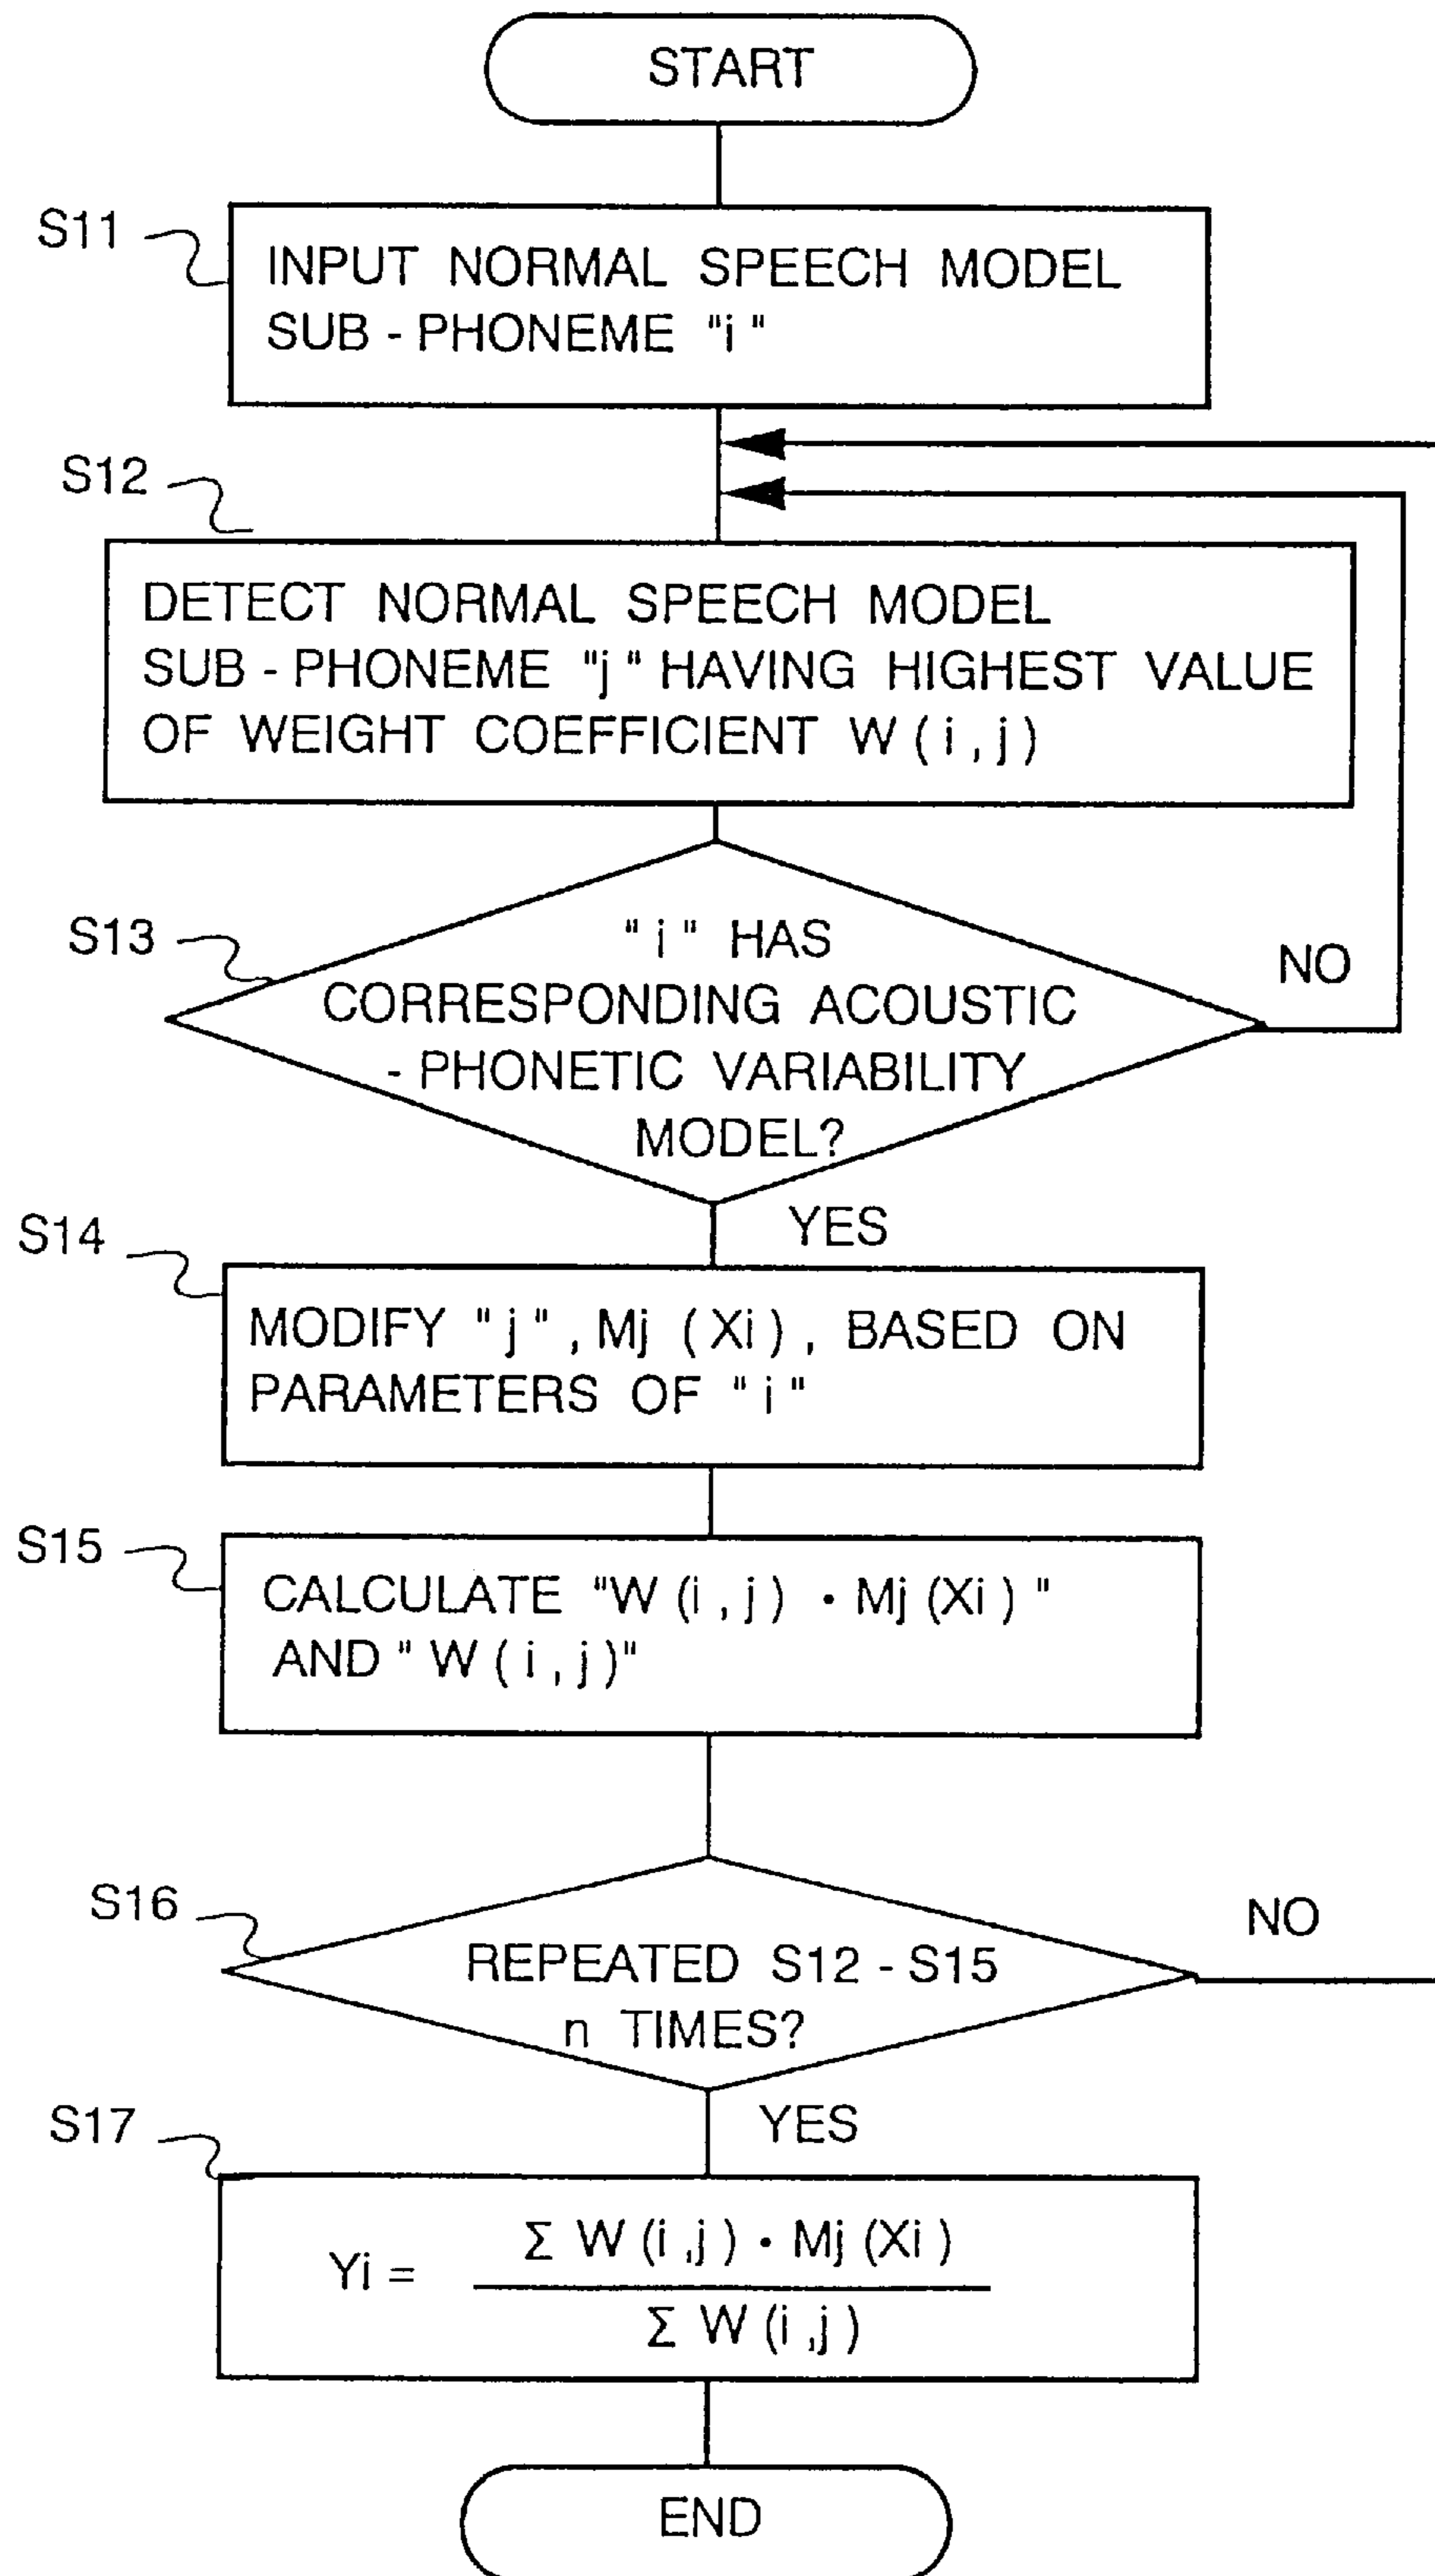 START
S11
INPUT NORMAL SPEECH MODEL
SUB - PHONEME "i"
S12
DETECT NORMAL SPEECH MODEL
SUB - PHONEME "j" HAVING HIGHEST VALUE
OF WEIGHT COEFFICIENT W ( i , j )
S13
" i " HAS
CORRESPONDING ACOUSTIC
- PHONETIC VARIABILITY
MODEL?
NO
YES
S14
MODIFY " j " , Mj ( Xi ) , BASED ON
PARAMETERS OF " i "
S15
CALCULATE "W ( i , j ) • Mj (Xi ) "
AND " W ( i , j )"
S16
REPEATED S12 - S15
n TIMES?
NO
YES
S17
Σ W (i ,j ) • Mj (Xi )
Yi =
Σ W (i ,j )
END